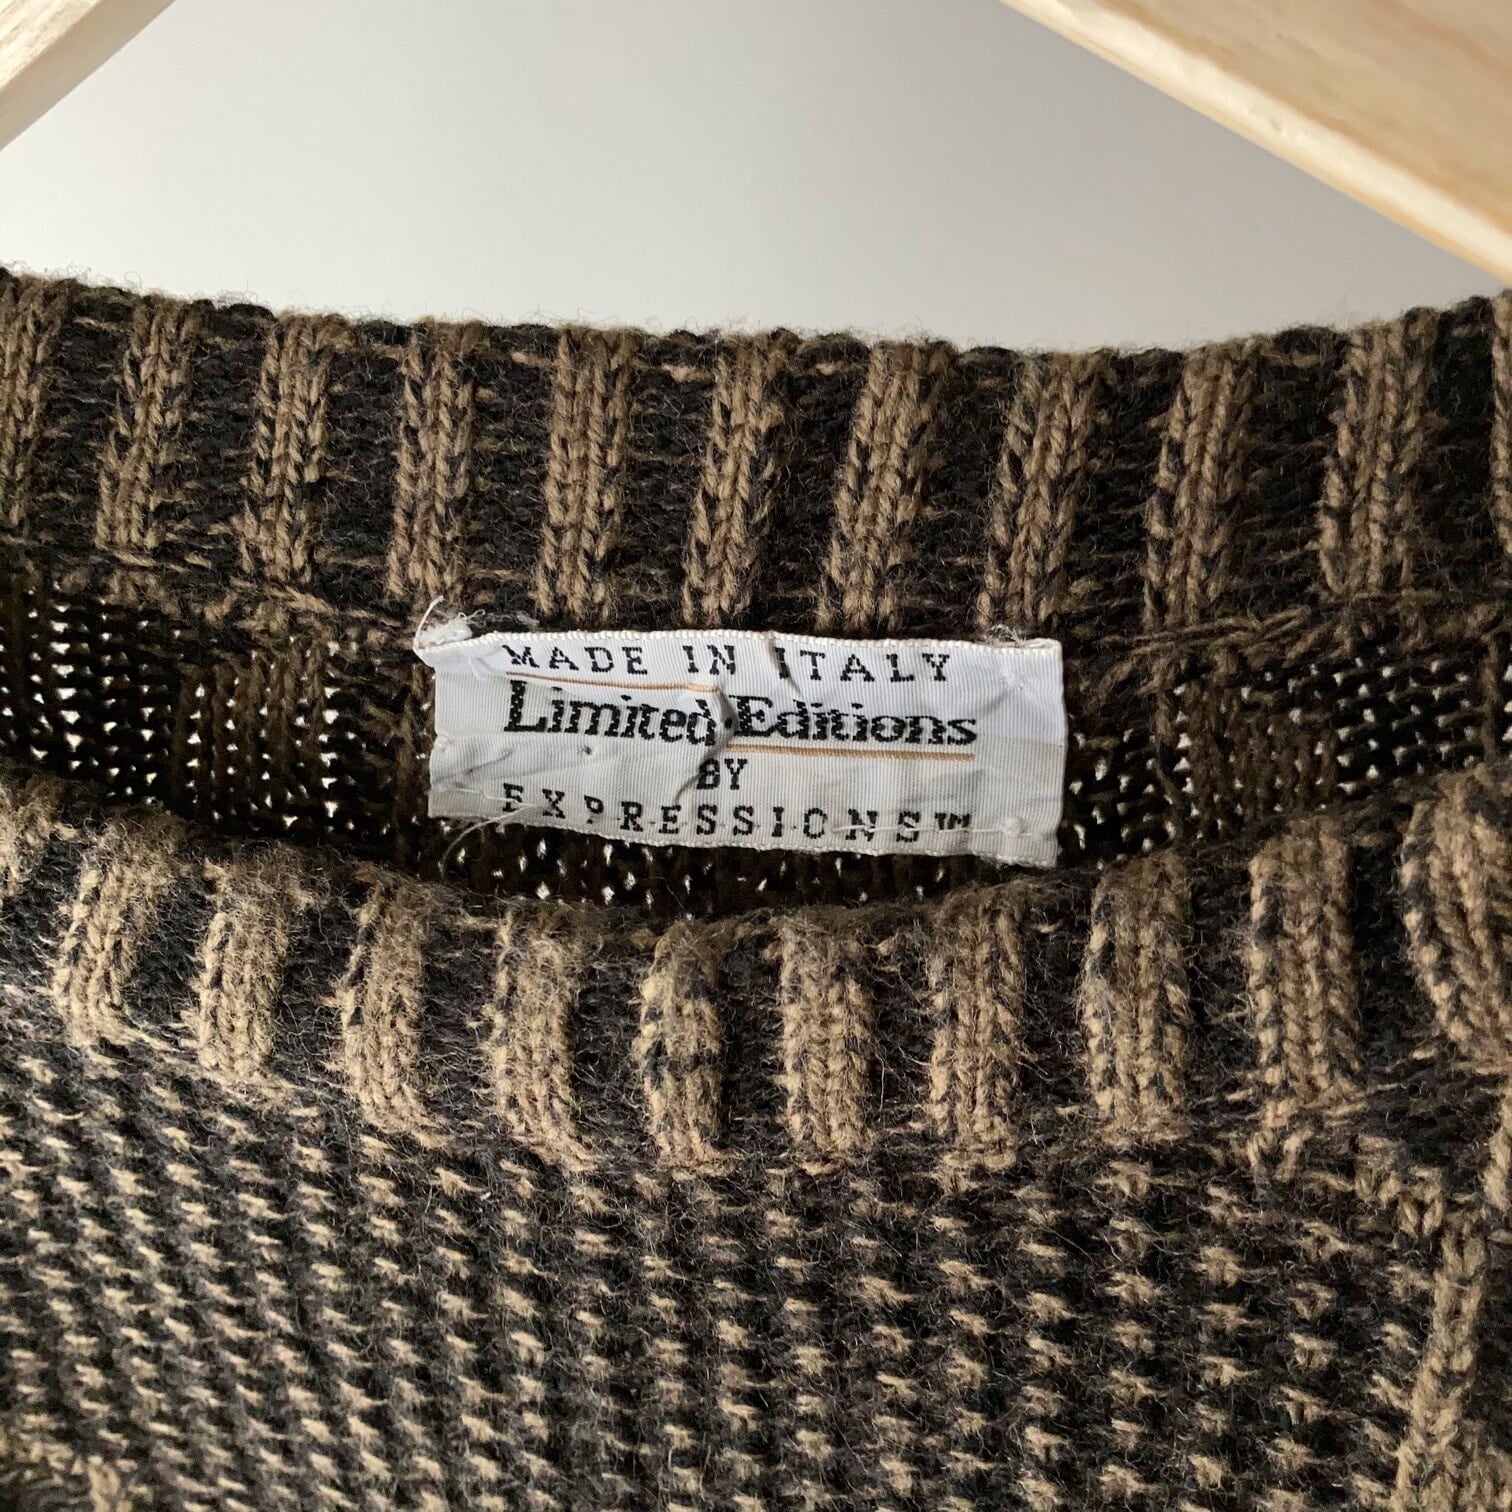 MADE IN ITALY
Limited Editions
BY
EXPRESSIONS™